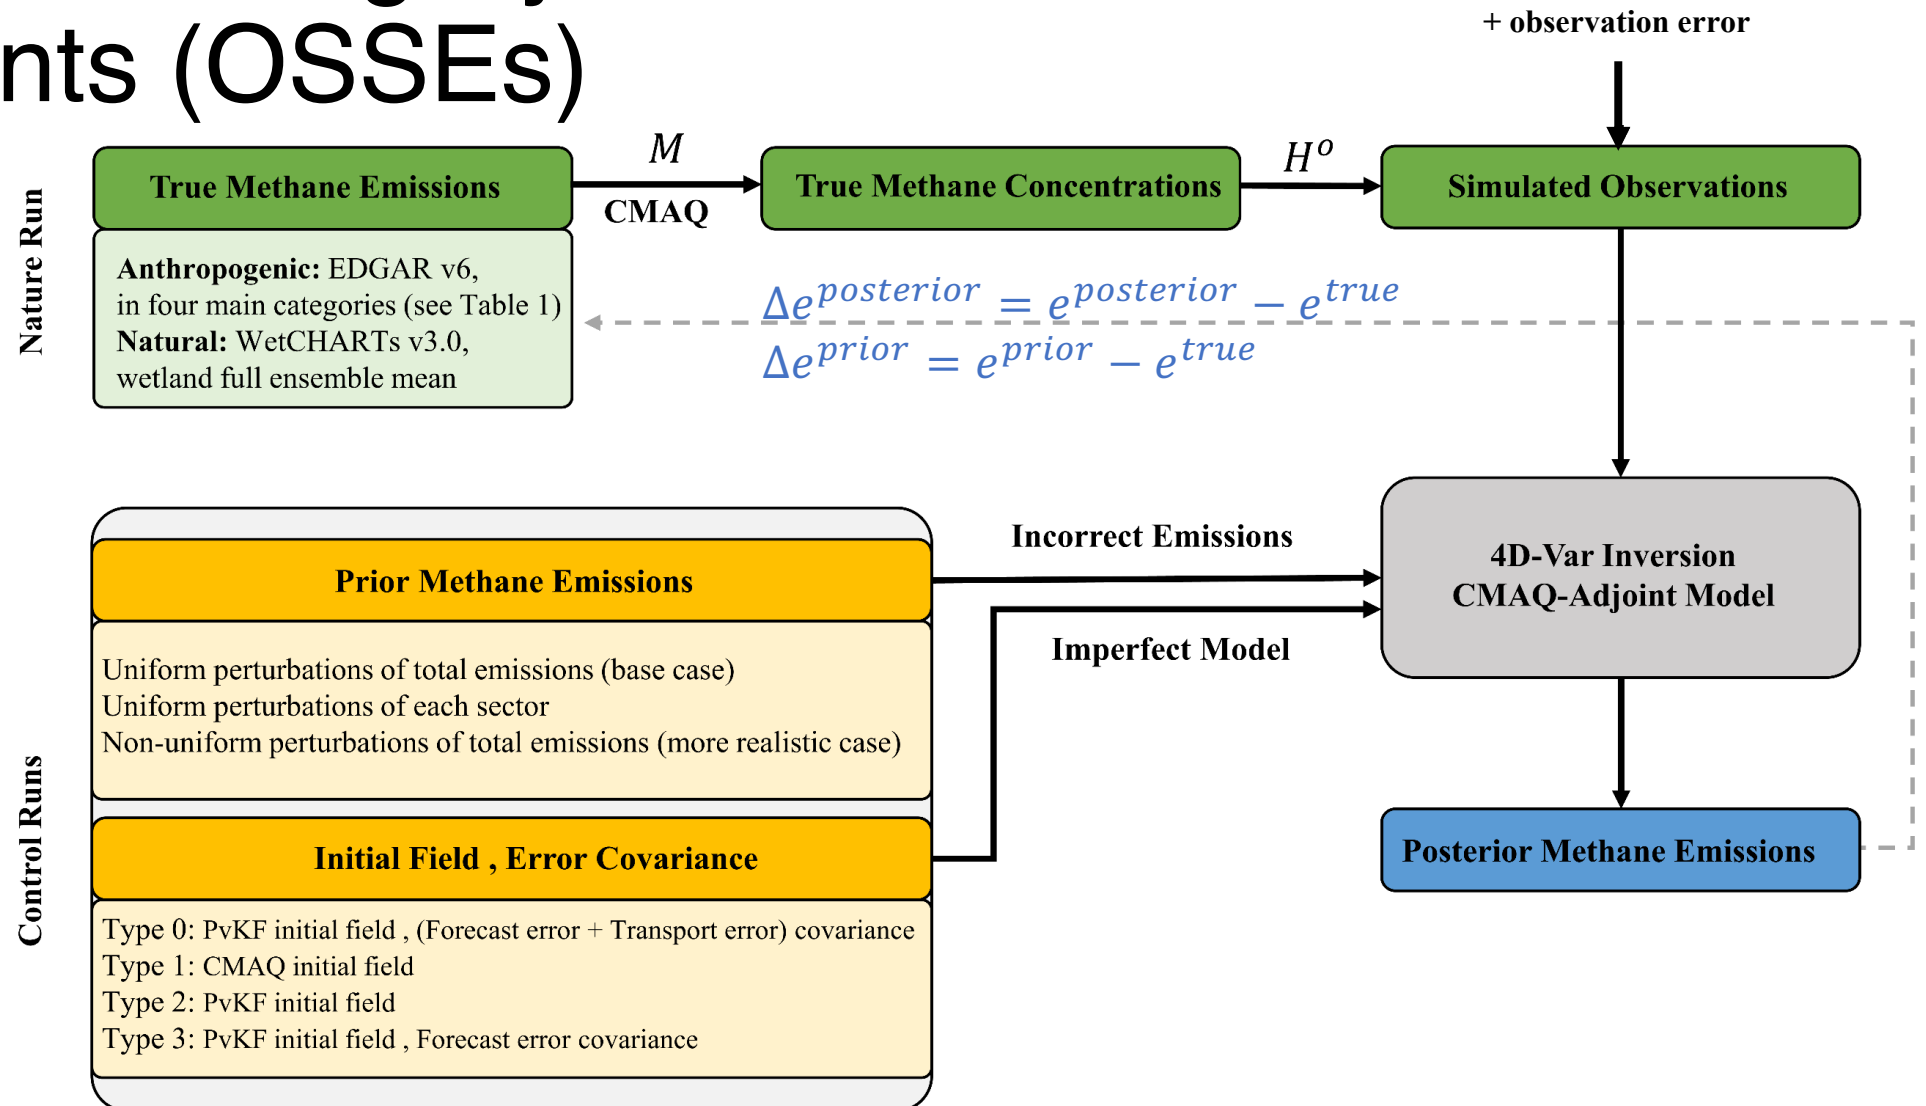 nts (OSSEs)
+ observation error
Nature Run
True Methane Emissions
M
CMAQ
True Methane Concentrations
H^o
Simulated Observations
Anthropogenic: EDGAR v6,
in four main categories (see Table 1)
Natural: WetCHARTs v3.0,
wetland full ensemble mean
Δe^posterior = e^posterior − e^true
Δe^prior = e^prior − e^true
Control Runs
Prior Methane Emissions
Uniform perturbations of total emissions (base case)
Uniform perturbations of each sector
Non-uniform perturbations of total emissions (more realistic case)
Initial Field , Error Covariance
Type 0: PvKF initial field , (Forecast error + Transport error) covariance
Type 1: CMAQ initial field
Type 2: PvKF initial field
Type 3: PvKF initial field , Forecast error covariance
Incorrect Emissions
Imperfect Model
4D-Var Inversion
CMAQ-Adjoint Model
Posterior Methane Emissions